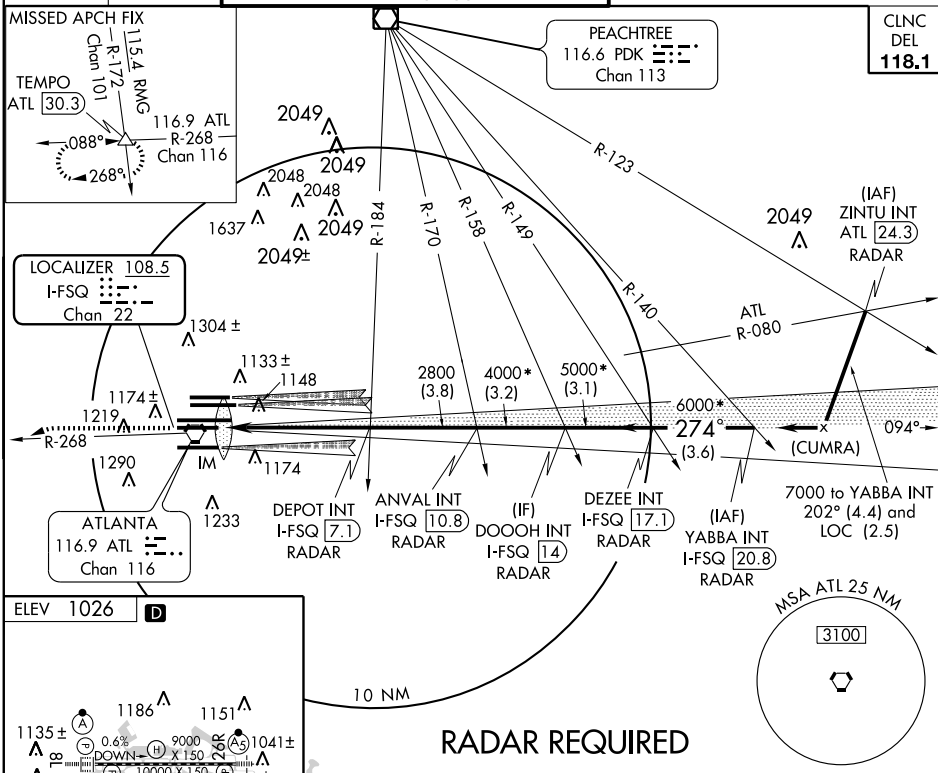 MISSED APCH FIX
115.4 RMG
R-172
Chan 101
TEMPO
ATL 30.3
116.9 ATL
R-268
Chan 116
088°
268°
PEACHTREE
116.6 PDK
Chan 113
CLNC
DEL
118.1
2049
2049
2048
2048
1637
2049
2049±
R-184
R-170
R-158
R-149
R-140
R-123
2049
(IAF)
ZINTU INT
ATL 24.3
RADAR
LOCALIZER 108.5
I-FSQ
Chan 22
ATL
R-080
1304 ±
1133 ±
1148
1174 ±
1219
R-268
1290
IM
1174
1233
2800
(3.8)
4000*
(3.2)
5000*
(3.1)
6000*
274°
(3.6)
(CUMRA)
094°
ATLANTA
116.9 ATL
Chan 116
DEPOT INT
I-FSQ 7.1
RADAR
ANVAL INT
I-FSQ 10.8
RADAR
(IF)
DOOOH INT
I-FSQ 14
RADAR
DEZEE INT
I-FSQ 17.1
RADAR
(IAF)
YABBA INT
I-FSQ 20.8
RADAR
7000 to YABBA INT
202° (4.4) and
LOC (2.5)
MSA ATL 25 NM
3100
10 NM
RADAR REQUIRED
ELEV 1026 D
1186
1151
1135 ±
A
P
0.6%
DOWN
H
9000
X 150
26R
A5
1041 ±
8L
10000 X 150